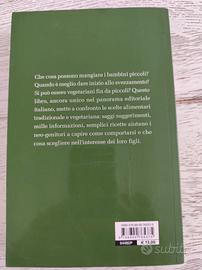 Che cosa possono mangiare i bambini piccoli?
Quando è meglio dare inizio allo svezzamento?
Si può essere vegetariani fin da piccoli? Questo
libro, ancora unico nel panorama editoriale
italiano, mette a confronto le scelte alimentari
tradizionale e vegetariana: saggi suggerimenti,
mille informazioni, semplici ricette aiutano i
neo-genitori a capire come comportarsi e che
cosa scegliere nell'interesse dei loro figli.
€ 13,00
subito